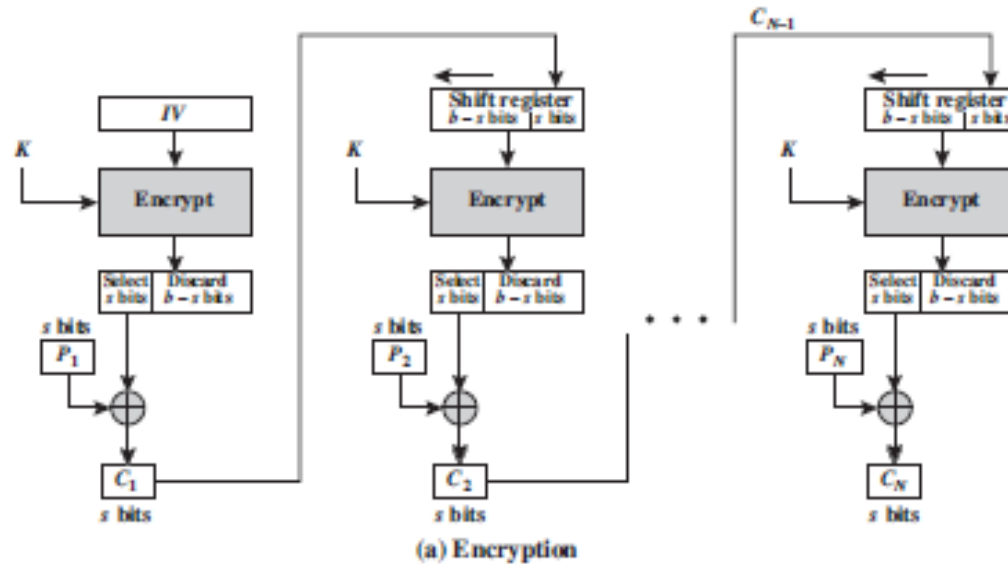 C_{N-1}
IV
K
Encrypt
Select
s bits
Discard
b – s bits
s bits
P_1
C_1
s bits
Shift register
b – s bits
s bits
K
Encrypt
Select
s bits
Discard
b – s bits
s bits
P_2
C_2
s bits
• • •
Shift register
b – s bits
s bits
K
Encrypt
Select
s bits
Discard
b – s bits
s bits
P_N
C_N
s bits
(a) Encryption